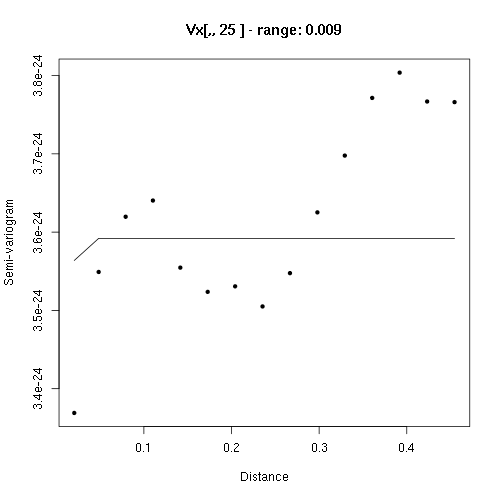 Vx[,, 25 ] - range: 0.009
Semi-variogram
3.8e-24
3.7e-24
3.6e-24
3.5e-24
3.4e-24
0.1 0.2 0.3 0.4
Distance